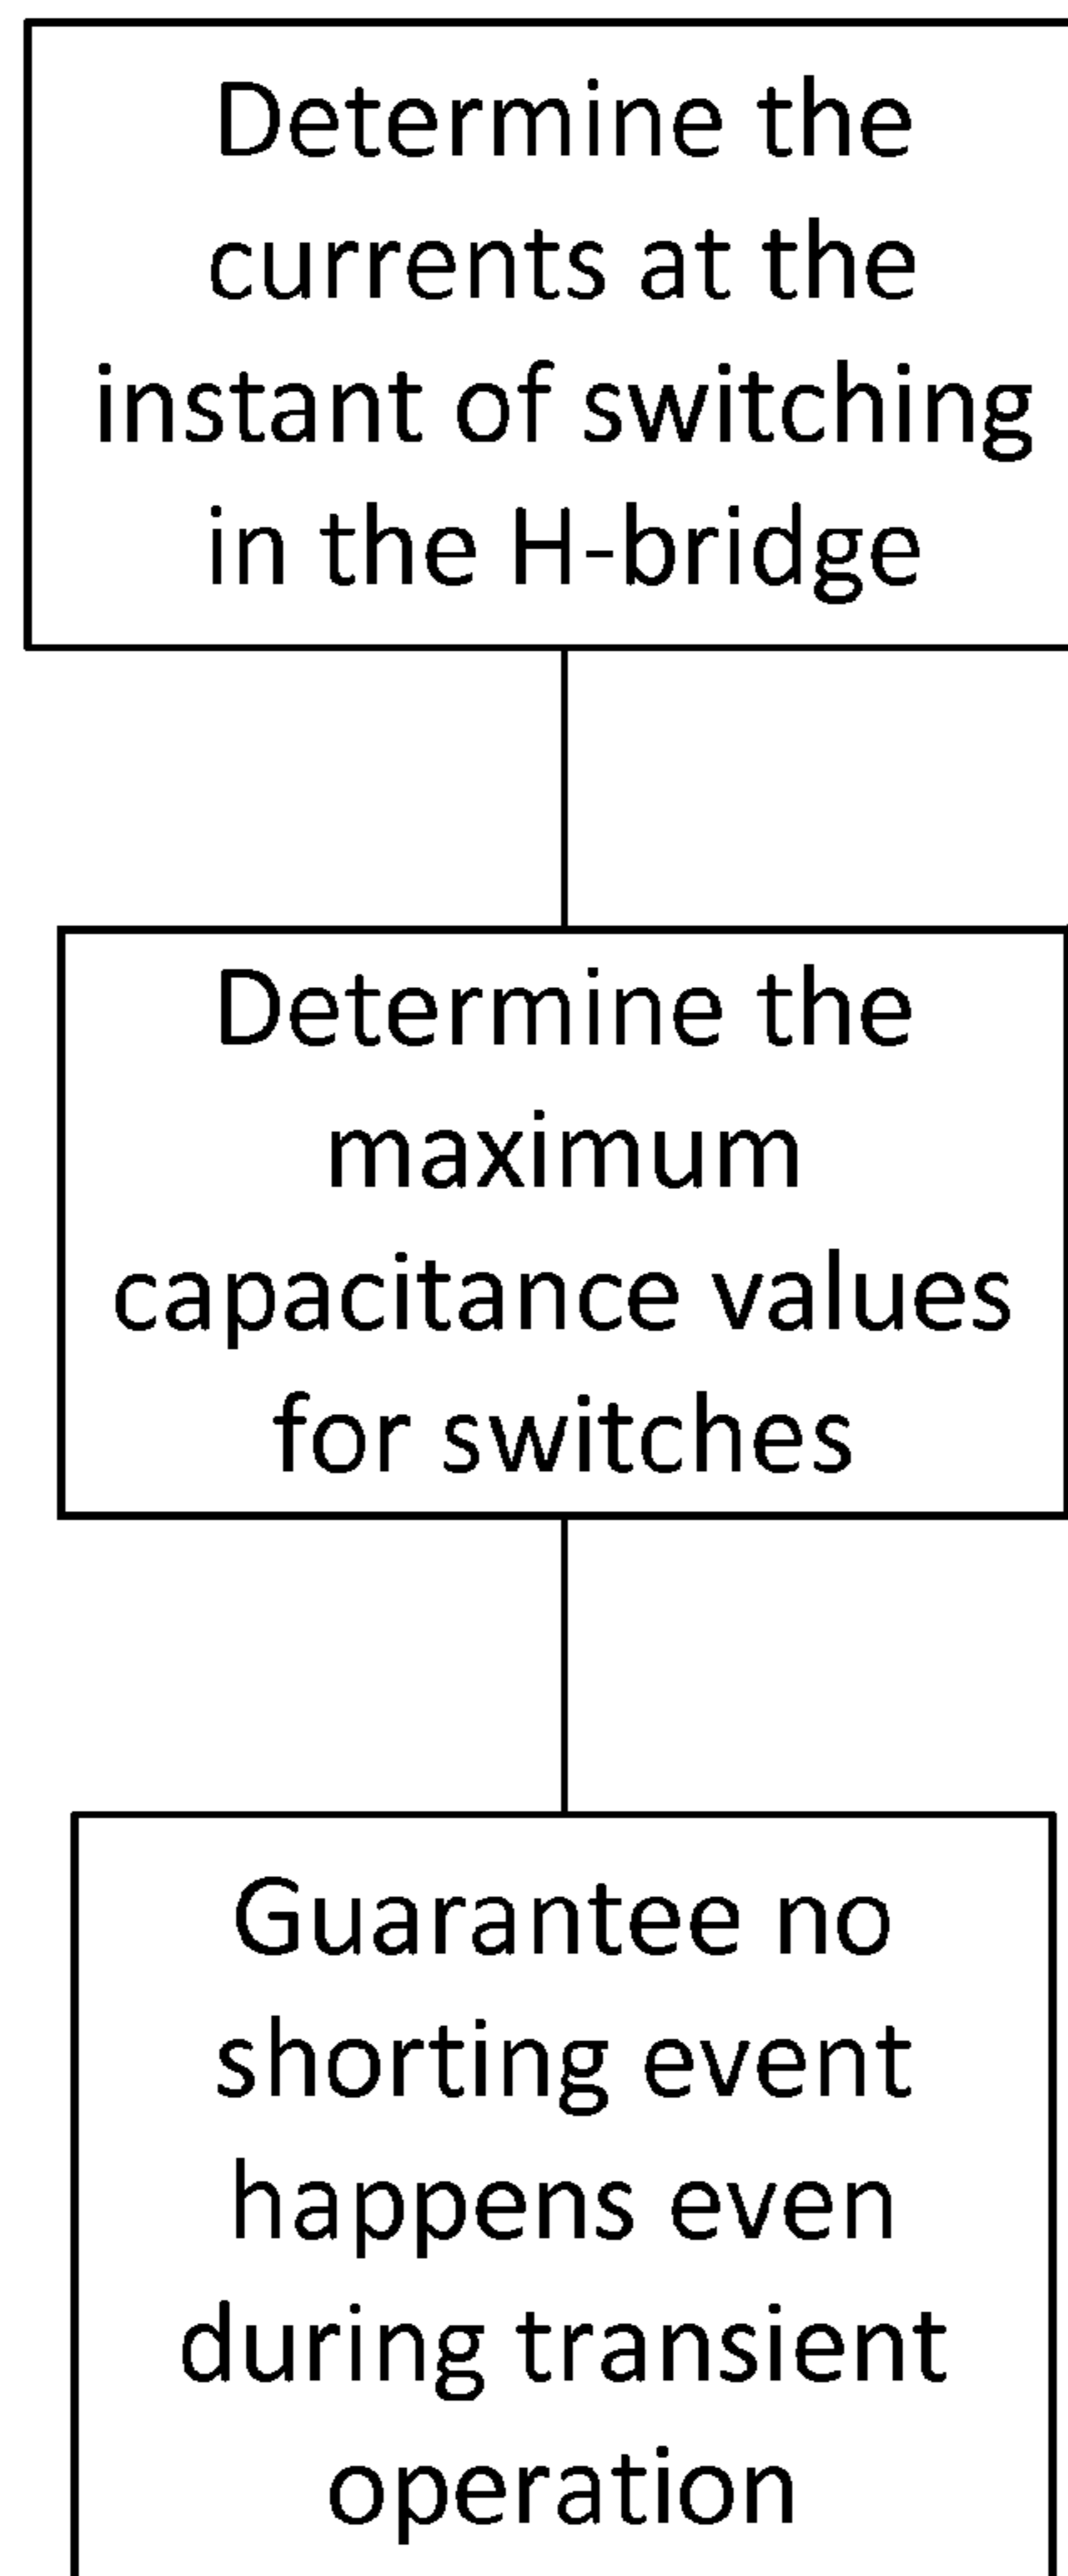 Determine the
currents at the
instant of switching
in the H-bridge
Determine the
maximum
capacitance values
for switches
Guarantee no
shorting event
happens even
during transient
operation